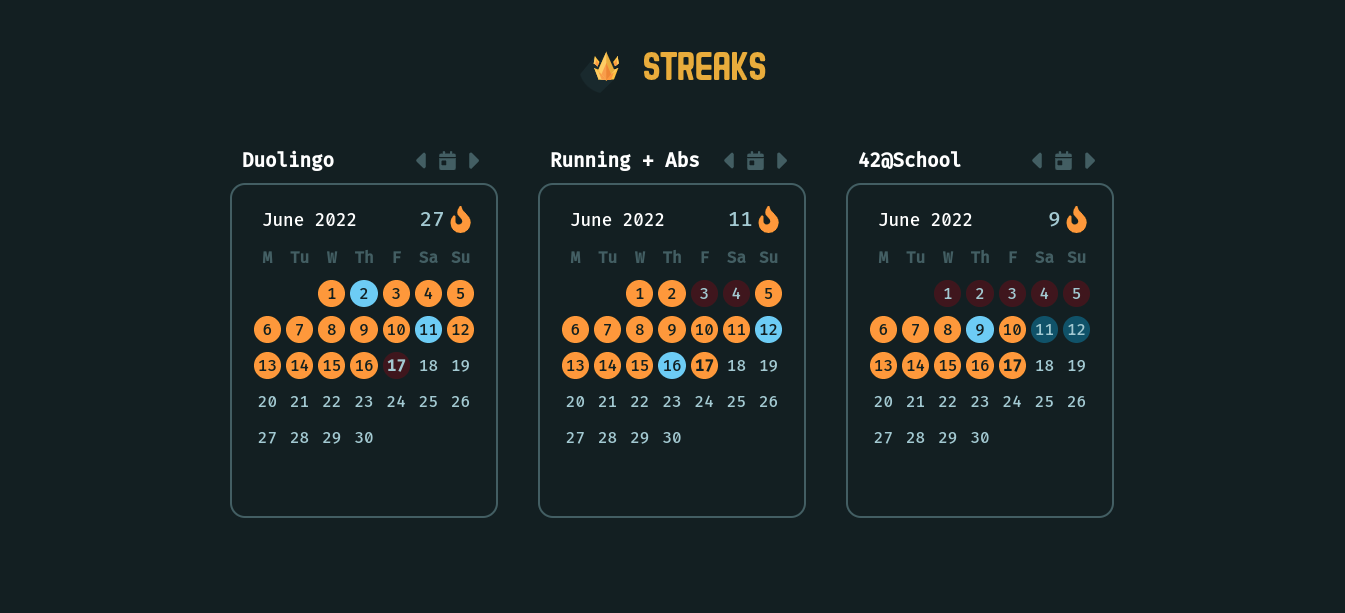 STREAKS
Duolingo
June 2022 27
M Tu W Th F Sa Su
1 2 3 4 5
6 7 8 9 10 11 12
13 14 15 16 17 18 19
20 21 22 23 24 25 26
27 28 29 30
Running + Abs
June 2022 11
M Tu W Th F Sa Su
1 2 3 4 5
6 7 8 9 10 11 12
13 14 15 16 17 18 19
20 21 22 23 24 25 26
27 28 29 30
42@School
June 2022 9
M Tu W Th F Sa Su
1 2 3 4 5
6 7 8 9 10 11 12
13 14 15 16 17 18 19
20 21 22 23 24 25 26
27 28 29 30